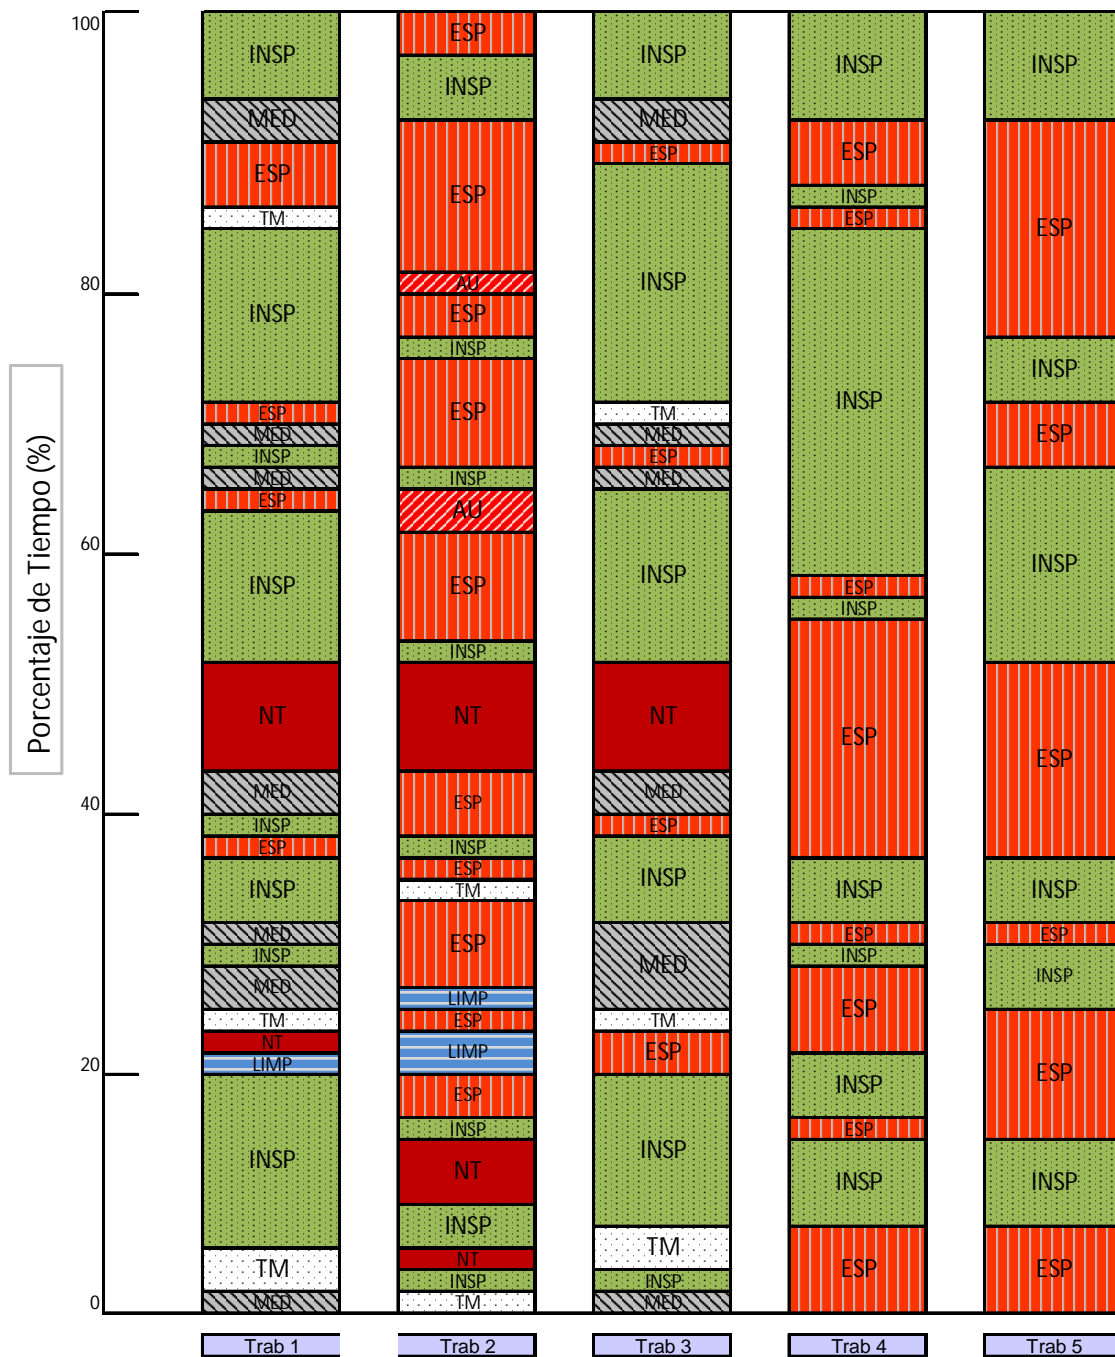 Porcentaje de Tiempo (%)
100
80
60
40
20
0
INSP
MED
ESP
TM
INSP
ESP
MED
INSP
MED
ESP
INSP
NT
MED
INSP
ESP
INSP
MED
INSP
MED
TM
NT
LIMP
INSP
TM
MED
Trab 1
ESP
INSP
ESP
AU
ESP
INSP
ESP
INSP
AU
ESP
INSP
NT
ESP
INSP
ESP
TM
ESP
LIMP
ESP
LIMP
ESP
INSP
NT
INSP
NT
INSP
TM
Trab 2
INSP
MED
ESP
INSP
TM
MED
ESP
MED
INSP
NT
MED
ESP
INSP
MED
TM
ESP
INSP
TM
INSP
MED
Trab 3
INSP
ESP
INSP
ESP
INSP
ESP
INSP
ESP
INSP
ESP
INSP
ESP
INSP
ESP
INSP
ESP
Trab 4
INSP
ESP
INSP
ESP
INSP
ESP
INSP
ESP
INSP
ESP
INSP
ESP
Trab 5